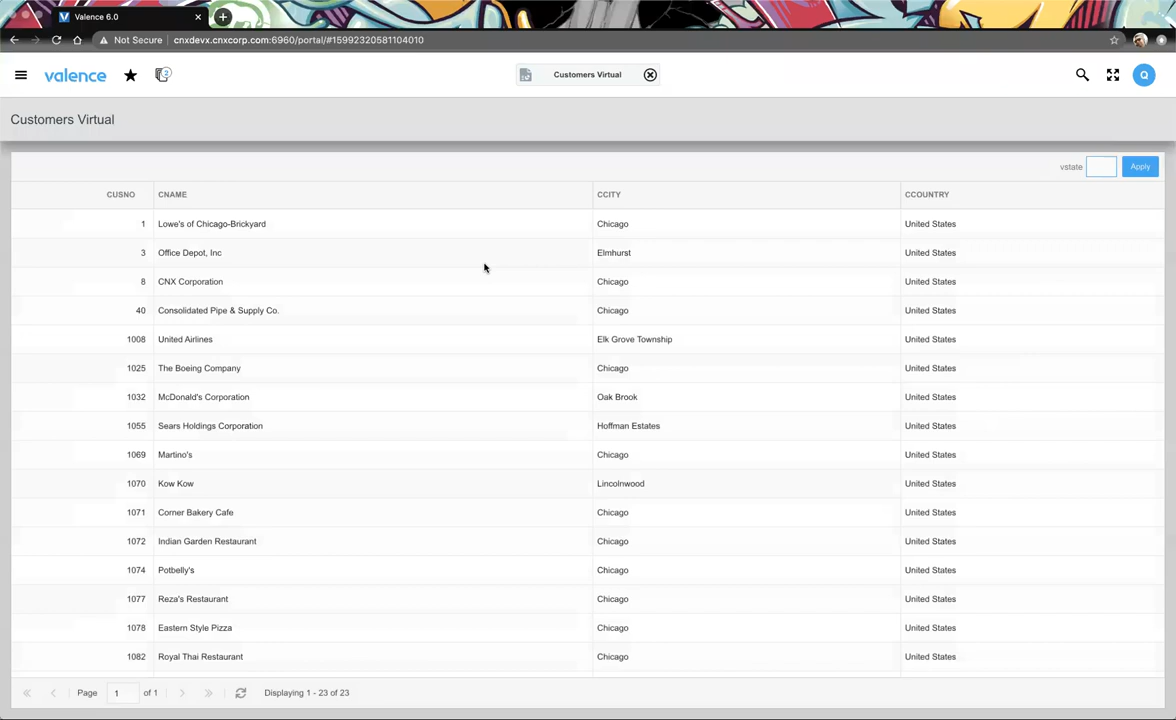 Valence 6.0
Not Secure cnxdevx.cnxcorp.com:6960/portal/#15992320581104010
valence 2 Customers Virtual Q
Customers Virtual
vstate Apply
CUSNO CNAME CCITY CCOUNTRY
1 Lowe's of Chicago-Brickyard Chicago United States
3 Office Depot, Inc Elmhurst United States
8 CNX Corporation Chicago United States
40 Consolidated Pipe & Supply Co. Chicago United States
1008 United Airlines Elk Grove Township United States
1025 The Boeing Company Chicago United States
1032 McDonald's Corporation Oak Brook United States
1055 Sears Holdings Corporation Hoffman Estates United States
1069 Martino's Chicago United States
1070 Kow Kow Lincolnwood United States
1071 Corner Bakery Cafe Chicago United States
1072 Indian Garden Restaurant Chicago United States
1074 Potbelly's Chicago United States
1077 Reza's Restaurant Chicago United States
1078 Eastern Style Pizza Chicago United States
1082 Royal Thai Restaurant Chicago United States
Page 1 of 1 Displaying 1 - 23 of 23